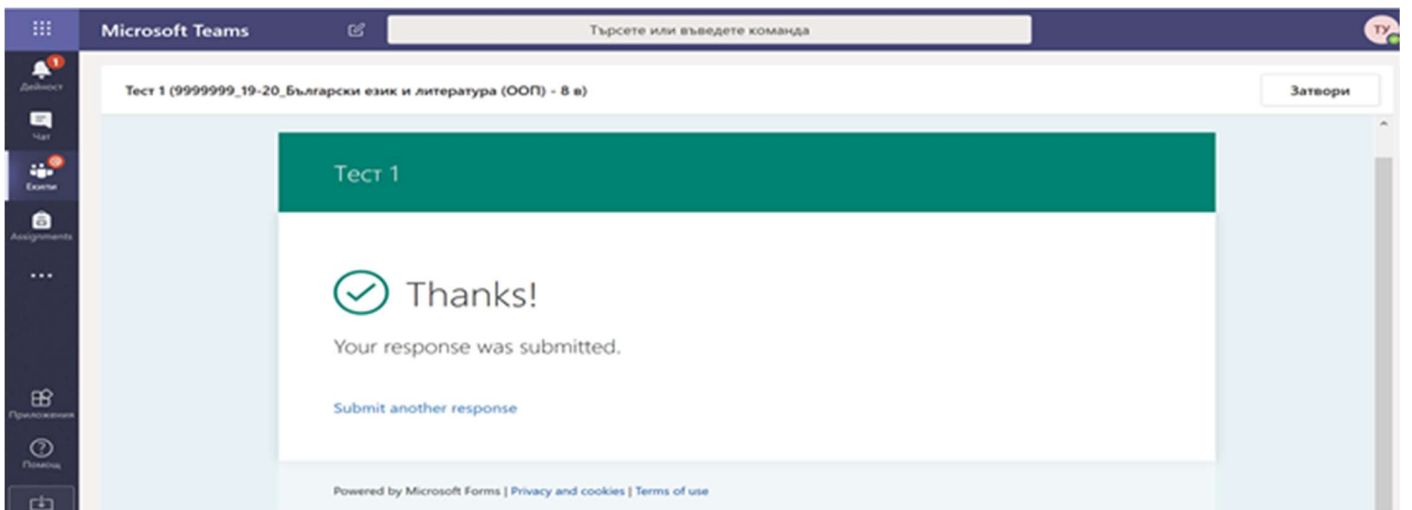 Microsoft Teams
Търсете или въведете команда
ТУ
1
Дейност
Тест 1 (9999999_19-20_Български език и литература (ООП) - 8 в)
Затвори
Чат
Екипи
Assignments
Тест 1
Thanks!
Your response was submitted.
Submit another response
Приложения
Помощ
Powered by Microsoft Forms | Privacy and cookies | Terms of use